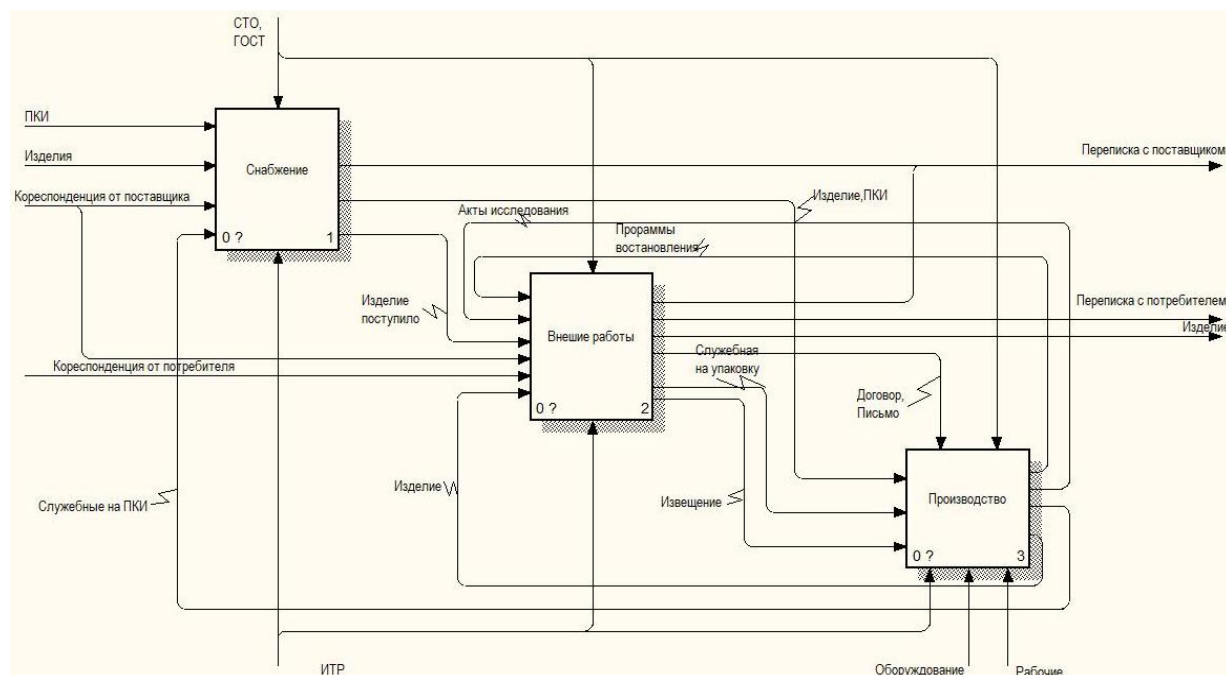 СТО,
ГОСТ
ПКИ
Изделия
Кореспонденция от поставщика
Снабжение
0 ?
1
Переписка с поставщиком
Изделие,ПКИ
Акты исследования
Прораммы
востановления
Изделие
поступило
Внешие работы
0 ?
2
Переписка с потребителем
Изделие
Кореспонденция от потребителя
Служебная
на упаковку
Договор,
Письмо
Изделие
Извещение
Служебные на ПКИ
Производство
0 ?
3
ИТР
Оборуждование
Рабочие